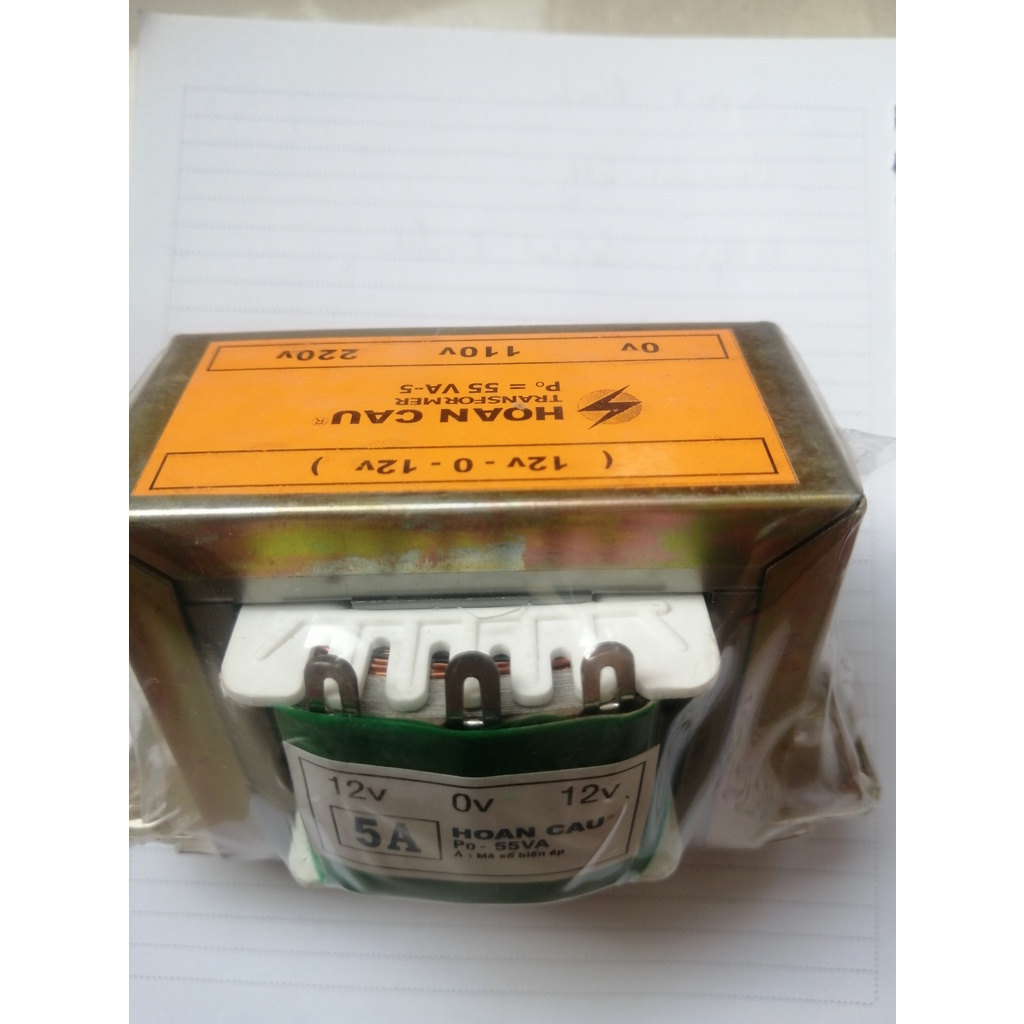 ( 12v - 0 - 12v )
HOAN CAU ®
TRANSFORMER
Po = 55 VA-5
0v 110v 220v
12v 0v 12v.
5A
HOAN CAU
Po - 55VA
A : Mã số biến áp